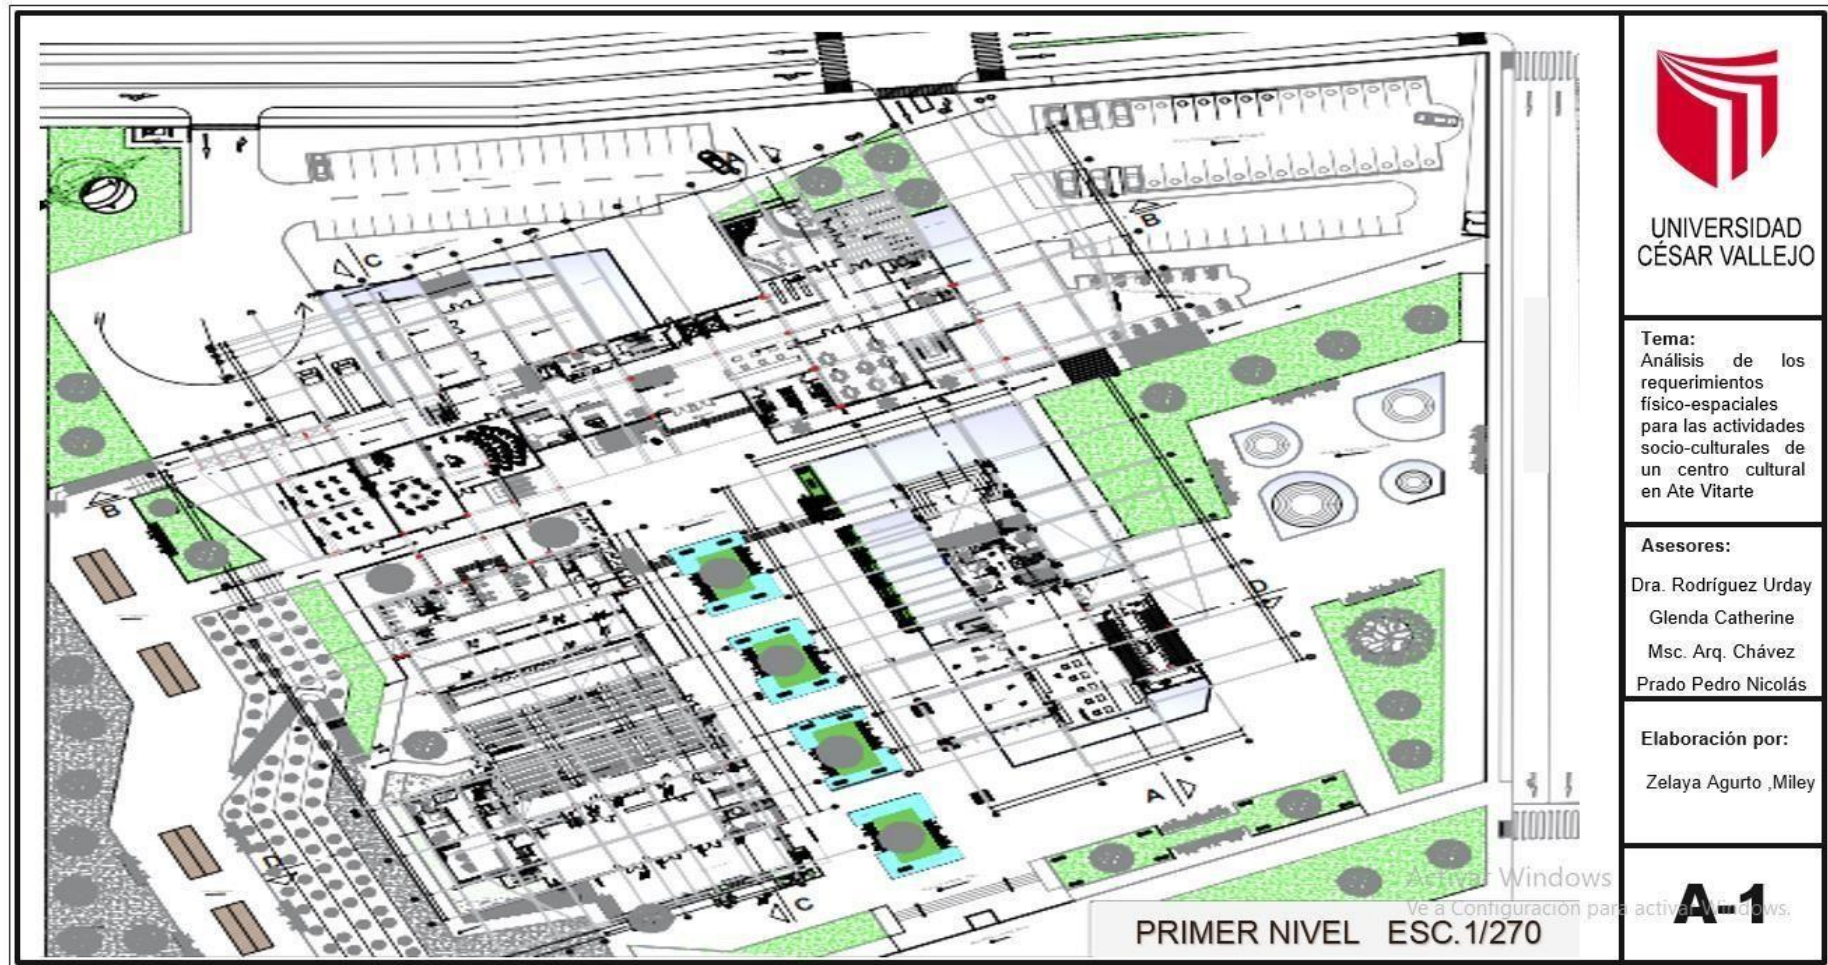 UNIVERSIDAD
CÉSAR VALLEJO
Tema:
Análisis de los
requerimientos
físico-espaciales
para las actividades
socio-culturales de
un centro cultural
en Ate Vitarte
Asesores:
Dra. Rodríguez Urday
Glenda Catherine
Msc. Arq. Chávez
Prado Pedro Nicolás
Elaboración por:
Zelaya Agurto ,Miley
A-1
C
B
B
D
A
D
C
PRIMER NIVEL ESC.1/270
Activar Windows
Ve a Configuración para activar Windows.